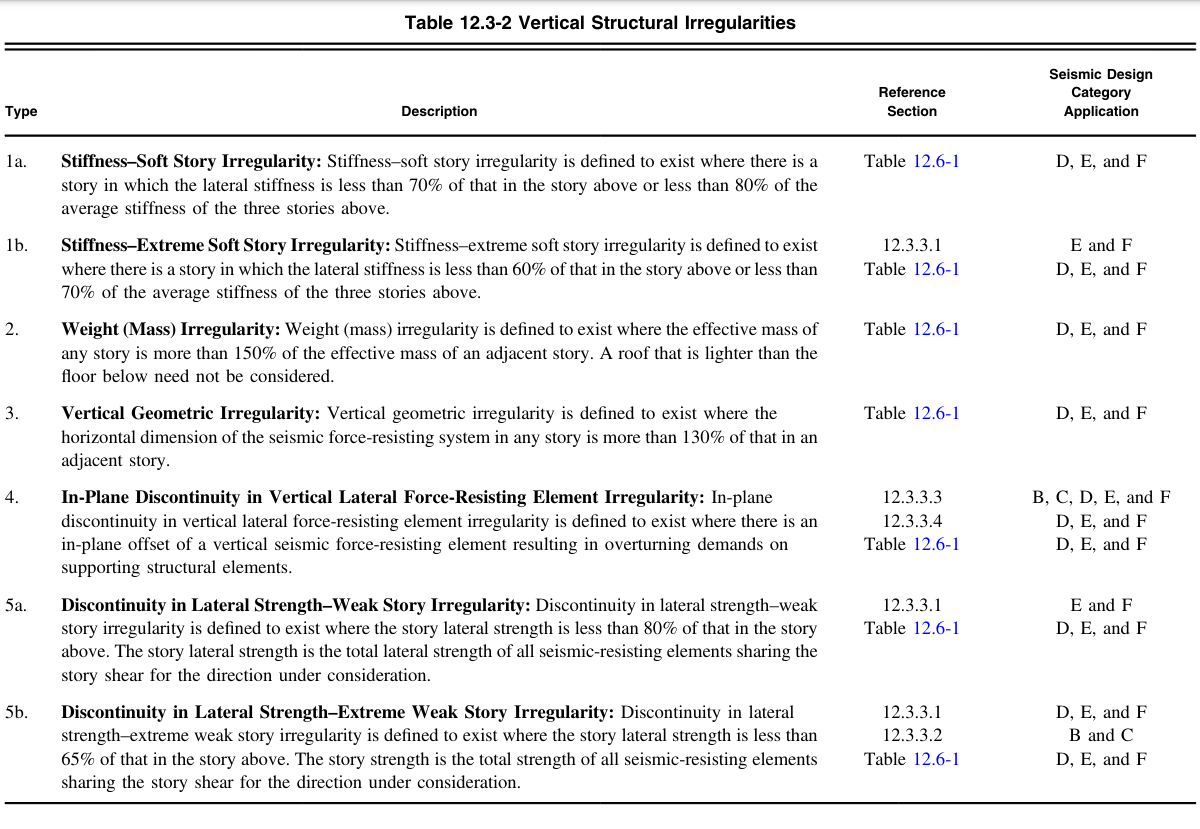 Table 12.3-2 Vertical Structural Irregularities
Type Description Reference Section Seismic Design Category Application
1a. Stiffness–Soft Story Irregularity: Stiffness–soft story irregularity is defined to exist where there is a Table 12.6-1 D, E, and F
story in which the lateral stiffness is less than 70% of that in the story above or less than 80% of the
average stiffness of the three stories above.
1b. Stiffness–Extreme Soft Story Irregularity: Stiffness–extreme soft story irregularity is defined to exist 12.3.3.1 E and F
where there is a story in which the lateral stiffness is less than 60% of that in the story above or less than Table 12.6-1 D, E, and F
70% of the average stiffness of the three stories above.
2. Weight (Mass) Irregularity: Weight (mass) irregularity is defined to exist where the effective mass of Table 12.6-1 D, E, and F
any story is more than 150% of the effective mass of an adjacent story. A roof that is lighter than the
floor below need not be considered.
3. Vertical Geometric Irregularity: Vertical geometric irregularity is defined to exist where the Table 12.6-1 D, E, and F
horizontal dimension of the seismic force-resisting system in any story is more than 130% of that in an
adjacent story.
4. In-Plane Discontinuity in Vertical Lateral Force-Resisting Element Irregularity: In-plane 12.3.3.3 B, C, D, E, and F
discontinuity in vertical lateral force-resisting element irregularity is defined to exist where there is an 12.3.3.4 D, E, and F
in-plane offset of a vertical seismic force-resisting element resulting in overturning demands on Table 12.6-1 D, E, and F
supporting structural elements.
5a. Discontinuity in Lateral Strength–Weak Story Irregularity: Discontinuity in lateral strength–weak 12.3.3.1 E and F
story irregularity is defined to exist where the story lateral strength is less than 80% of that in the story Table 12.6-1 D, E, and F
above. The story lateral strength is the total lateral strength of all seismic-resisting elements sharing the
story shear for the direction under consideration.
5b. Discontinuity in Lateral Strength–Extreme Weak Story Irregularity: Discontinuity in lateral 12.3.3.1 D, E, and F
strength–extreme weak story irregularity is defined to exist where the story lateral strength is less than 12.3.3.2 B and C
65% of that in the story above. The story strength is the total strength of all seismic-resisting elements Table 12.6-1 D, E, and F
sharing the story shear for the direction under consideration.